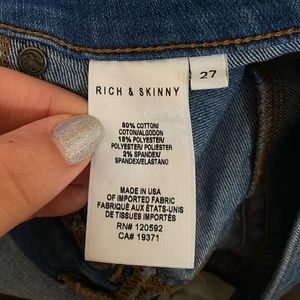 RICH & SKINNY
27
80% COTTON/
COTON/ALGODON
18% POLYESTER/
POLYESTER/ POLIESTER
2% SPANDEX/
SPANDEX/ELASTANO
MADE IN USA
OF IMPORTED FABRIC
FABRIQUÉ AUX ÉTATS-UNIS
DE TISSUES IMPORTÉS
RN# 120592
CA# 19371